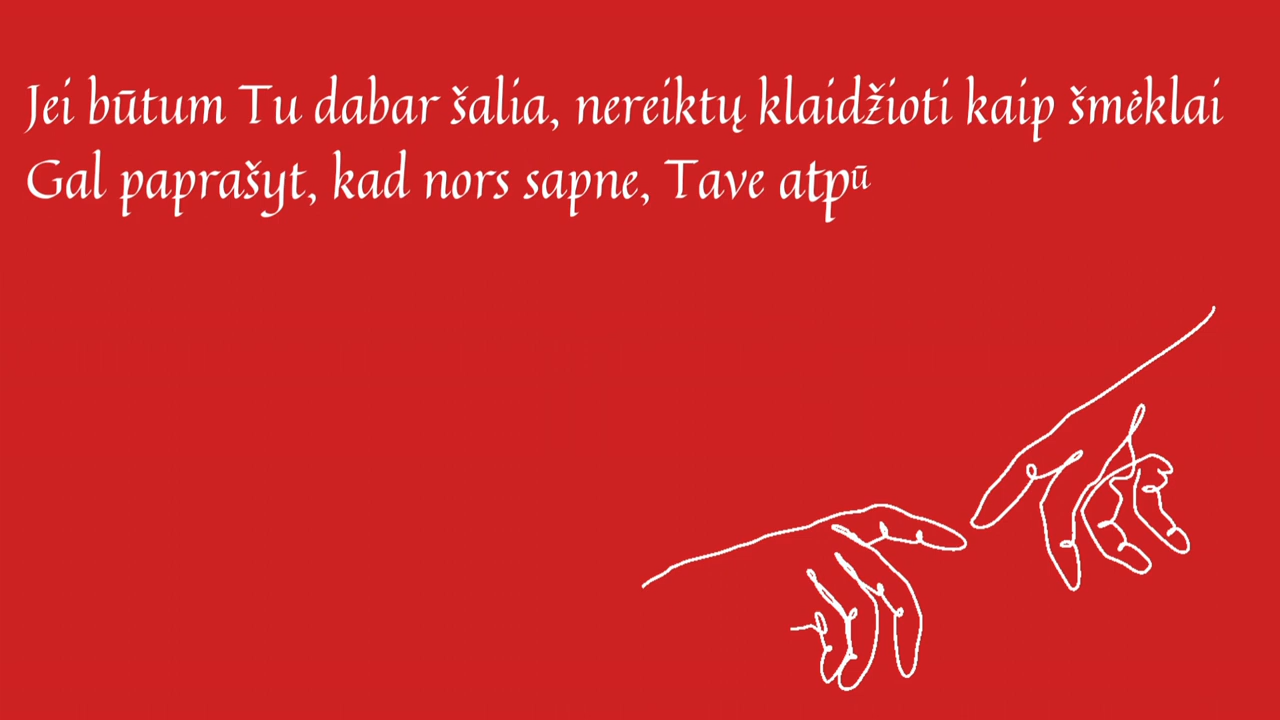 Jei būtum Tu dabar šalia, nereiktų klaidžioti kaip šmėklai
Gal paprašyt, kad nors sapne, Tave atpū